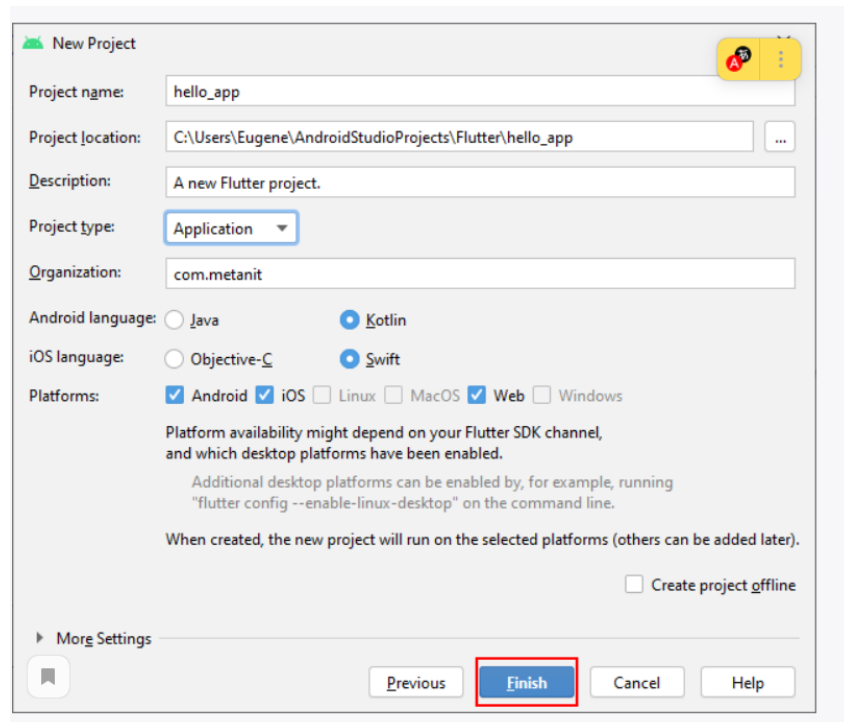 New Project
Project name: hello_app
Project location: C:\Users\Eugene\AndroidStudioProjects\Flutter\hello_app ...
Description: A new Flutter project.
Project type: Application
Organization: com.metanit
Android language: Java Kotlin
iOS language: Objective-C Swift
Platforms: Android iOS Linux MacOS Web Windows
Platform availability might depend on your Flutter SDK channel,
and which desktop platforms have been enabled.
Additional desktop platforms can be enabled by, for example, running
"flutter config --enable-linux-desktop" on the command line.
When created, the new project will run on the selected platforms (others can be added later).
Create project offline
More Settings
Previous Finish Cancel Help